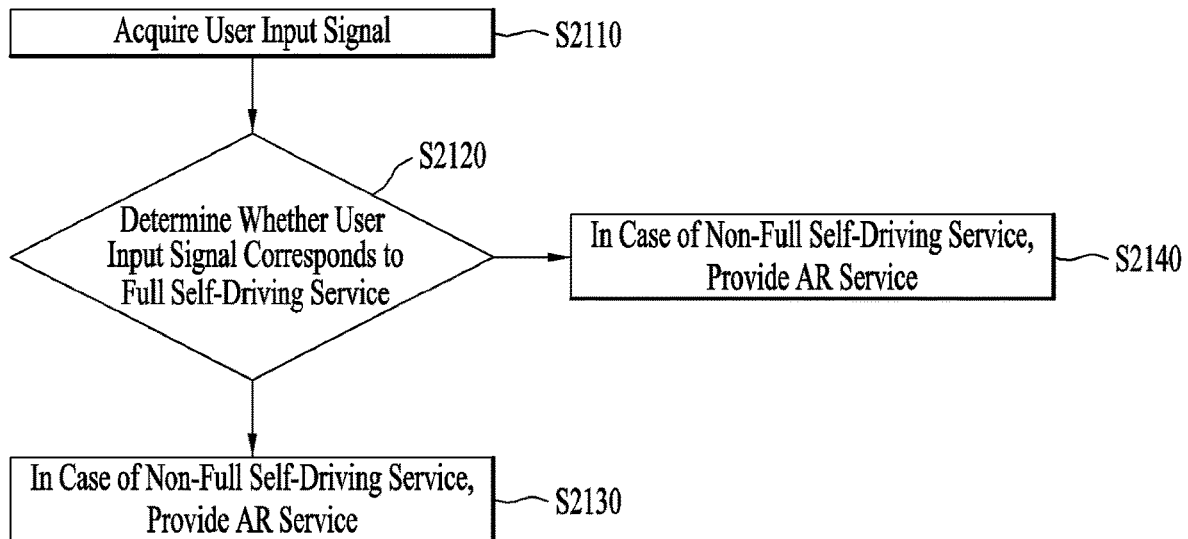 Acquire User Input Signal
S2110
S2120
Determine Whether User
Input Signal Corresponds to
Full Self-Driving Service
In Case of Non-Full Self-Driving Service,
Provide AR Service
S2140
In Case of Non-Full Self-Driving Service,
Provide AR Service
S2130